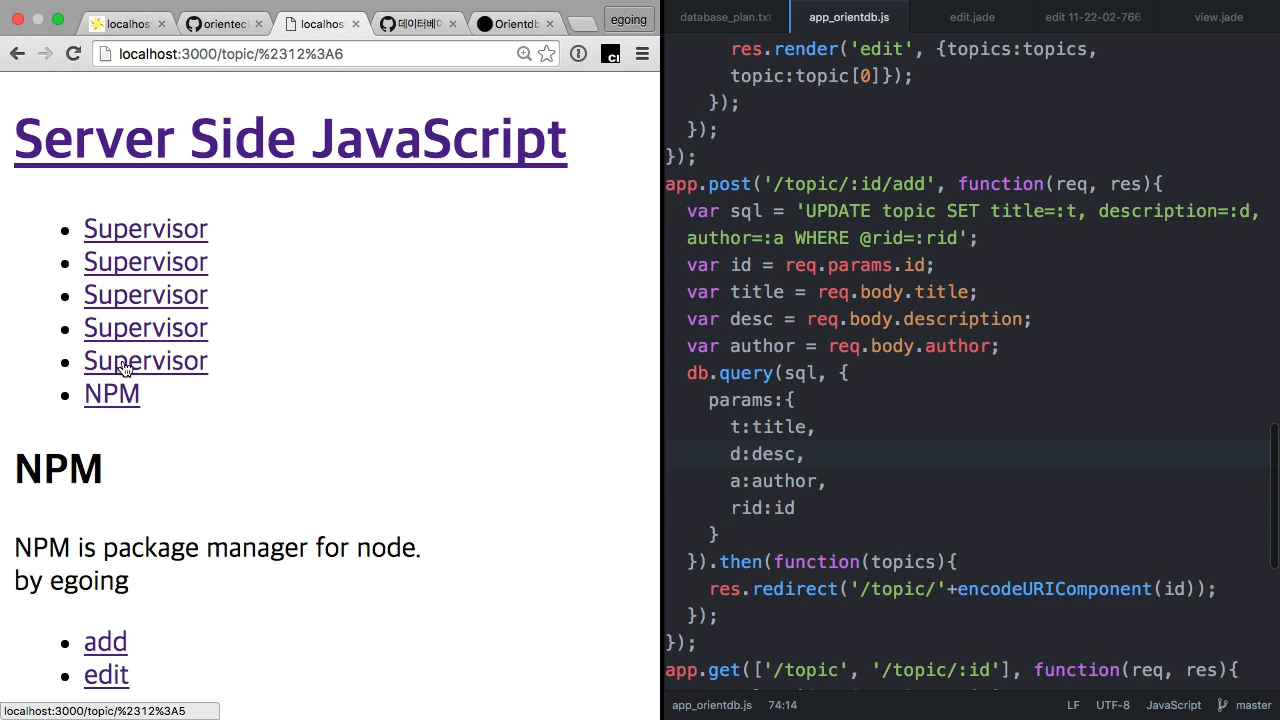 localhos
orientec
localhos
데이터베
Orientdb
egoing
localhost:3000/topic/%2312%3A6
Server Side JavaScript
Supervisor
Supervisor
Supervisor
Supervisor
Supervisor
NPM
NPM
NPM is package manager for node.
by egoing
add
edit
localhost:3000/topic/%2312%3A5
database_plan.txt
app_orientdb.js
edit.jade
edit 11-22-02-766
view.jade
res.render('edit', {topics:topics,
topic:topic[0]});
});
});
});
app.post('/topic/:id/add', function(req, res){
var sql = 'UPDATE topic SET title=:t, description=:d,
author=:a WHERE @rid=:rid';
var id = req.params.id;
var title = req.body.title;
var desc = req.body.description;
var author = req.body.author;
db.query(sql, {
params:{
t:title,
d:desc,
a:author,
rid:id
}
}).then(function(topics){
res.redirect('/topic/'+encodeURIComponent(id));
});
});
app.get(['/topic', '/topic/:id'], function(req, res){
app_orientdb.js 74:14
LF UTF-8 JavaScript master